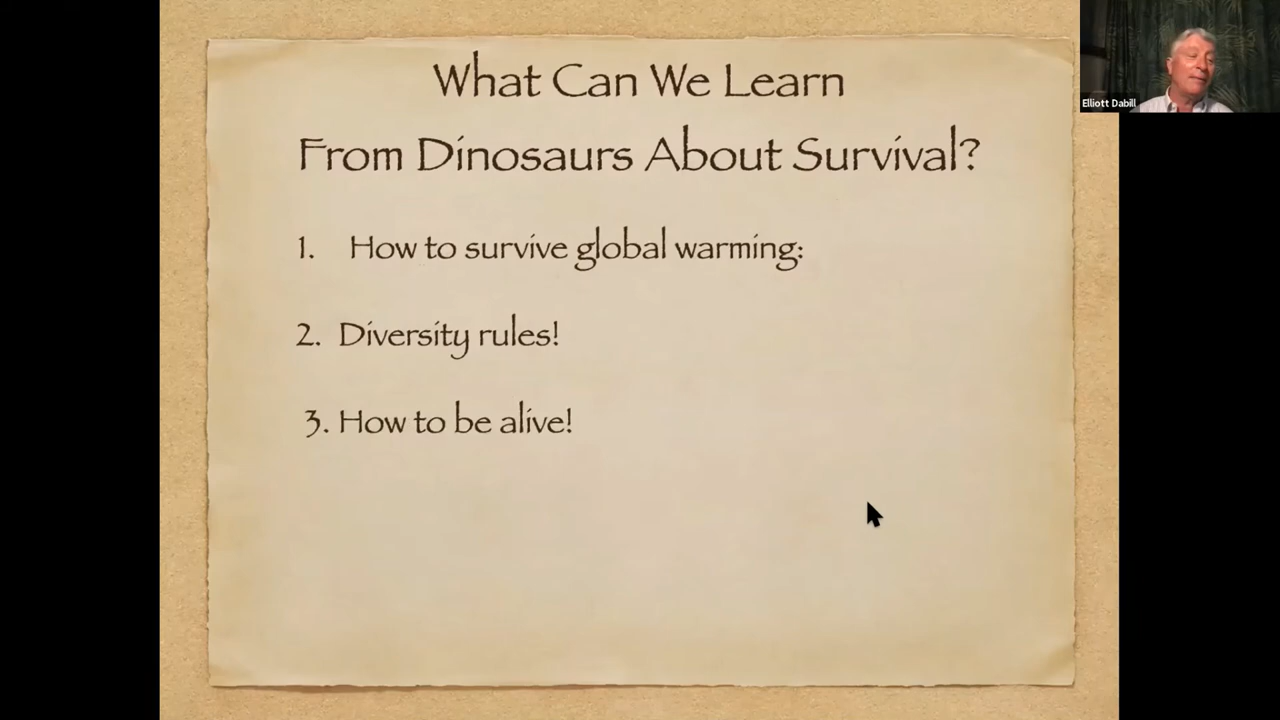 What Can We Learn
From Dinosaurs About Survival?
1. How to survive global warming:
2. Diversity rules!
3. How to be alive!
Elliott Dabill